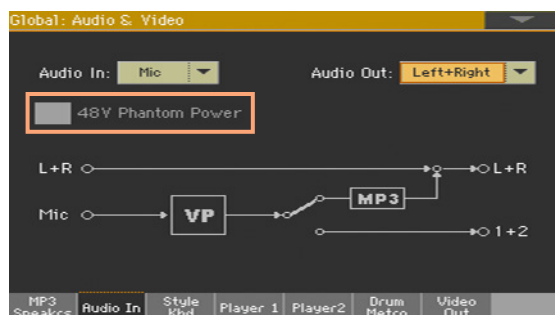 Global: Audio & Video
Audio In: Mic Audio Out: Left+Right
48V Phantom Power
L+R MP3 L+R
Mic VP 1+2
MP3 Speakrs Audio In Style Kbd Player 1 Player2 Drum Metro Video Out